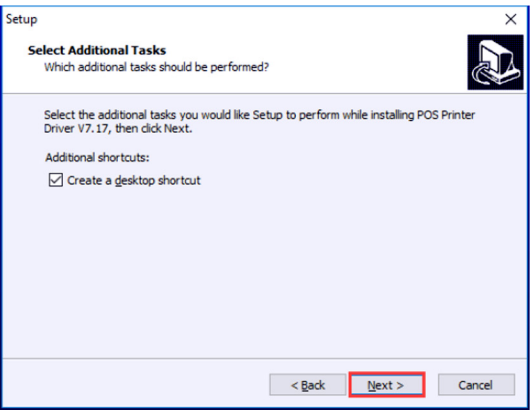 Setup
Select Additional Tasks
Which additional tasks should be performed?
Select the additional tasks you would like Setup to perform while installing POS Printer
Driver V7.17, then click Next.
Additional shortcuts:
Create a desktop shortcut
< Back Next > Cancel